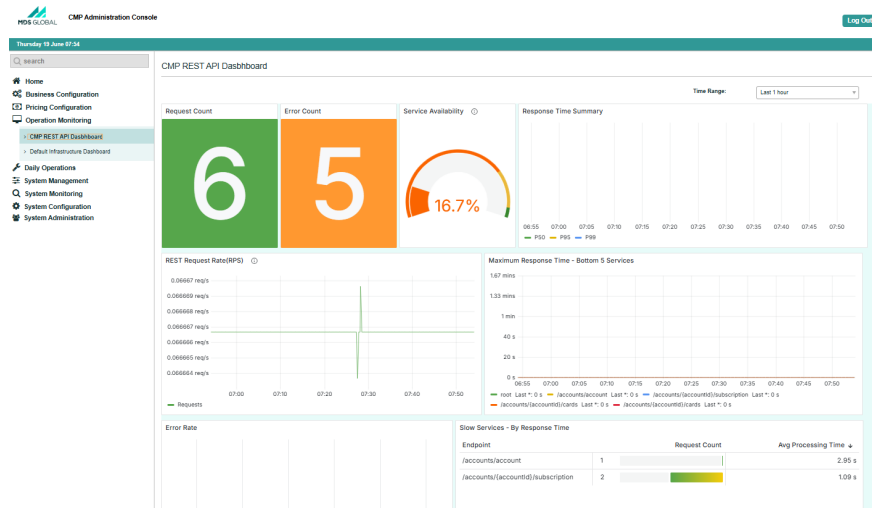 MDS GLOBAL
CMP Administration Console
Log Out
Thursday 19 June 07:54
search
Home
Business Configuration
Pricing Configuration
Operation Monitoring
> CMP REST API Dasbhboard
> Default Infrastructure Dashboard
Daily Operations
System Management
System Monitoring
System Configuration
System Administration
CMP REST API Dasbhboard
Time Range:
Last 1 hour
Request Count
6
Error Count
5
Service Availability
16.7%
Response Time Summary
06:55 07:00 07:05 07:10 07:15 07:20 07:25 07:30 07:35 07:40 07:45 07:50
P50 P95 P99
REST Request Rate(RPS)
0.06667 req/s
0.066669 req/s
0.066668 req/s
0.066667 req/s
0.066666 req/s
0.066665 req/s
0.066664 req/s
07:00 07:10 07:20 07:30 07:40 07:50
Requests
Maximum Response Time - Bottom 5 Services
1.67 mins
1.33 mins
1 min
40 s
20 s
0 s
06:55 07:00 07:05 07:10 07:15 07:20 07:25 07:30 07:35 07:40 07:45 07:50
root Last *: 0 s /accounts/account Last *: 0 s /accounts/{accountId}/subscription Last *: 0 s
/accounts/{accountId}/cards Last *: 0 s /accounts/{accountId}/cards Last *: 0 s
Error Rate
Slow Services - By Response Time
Endpoint Request Count Avg Processing Time ↓
/accounts/account 1 2.95 s
/accounts/{accountId}/subscription 2 1.09 s